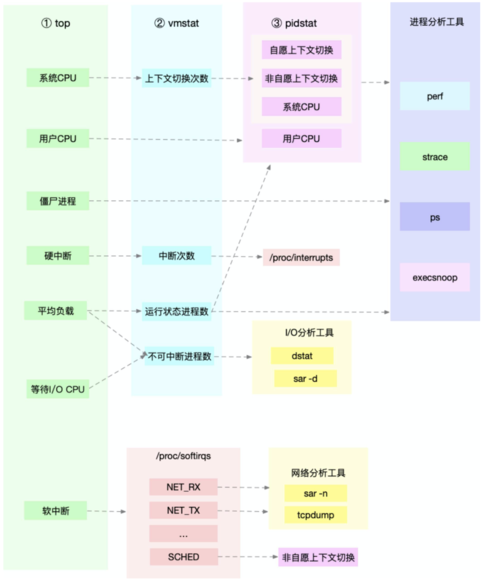 ① top
② vmstat
③ pidstat
进程分析工具
系统CPU
上下文切换次数
自愿上下文切换
非自愿上下文切换
系统CPU
用户CPU
用户CPU
perf
strace
ps
execsnoop
僵尸进程
硬中断
中断次数
/proc/interrupts
平均负载
运行状态进程数
不可中断进程数
I/O分析工具
dstat
sar -d
等待I/O CPU
软中断
/proc/softirqs
NET_RX
NET_TX
...
SCHED
网络分析工具
sar -n
tcpdump
非自愿上下文切换